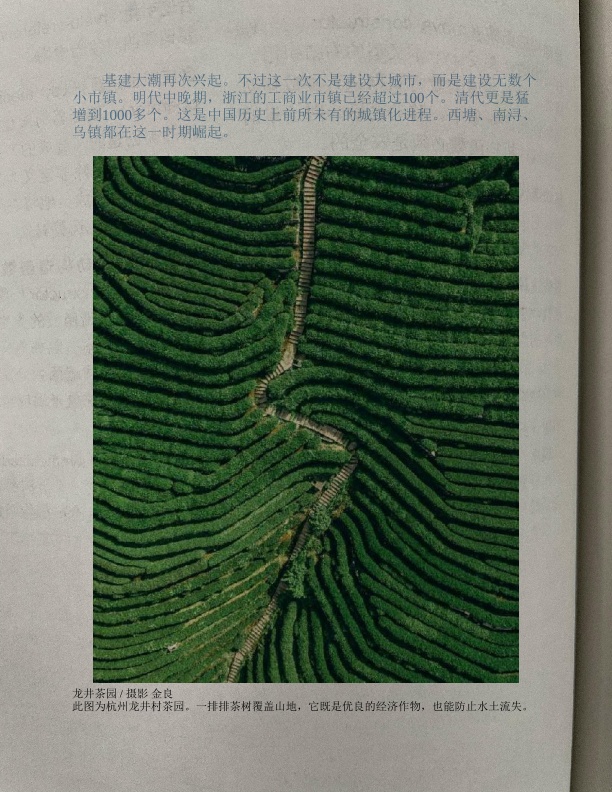 基建大潮再次兴起。不过这一次不是建设大城市，而是建设无数个
小市镇。明代中晚期，浙江的工商业市镇已经超过100个。清代更是猛
增到1000多个。这是中国历史上前所未有的城镇化进程。西塘、南浔、
乌镇都在这一时期崛起。
龙井茶园 / 摄影 金良
此图为杭州龙井村茶园。一排排茶树覆盖山地，它既是优良的经济作物，也能防止水土流失。